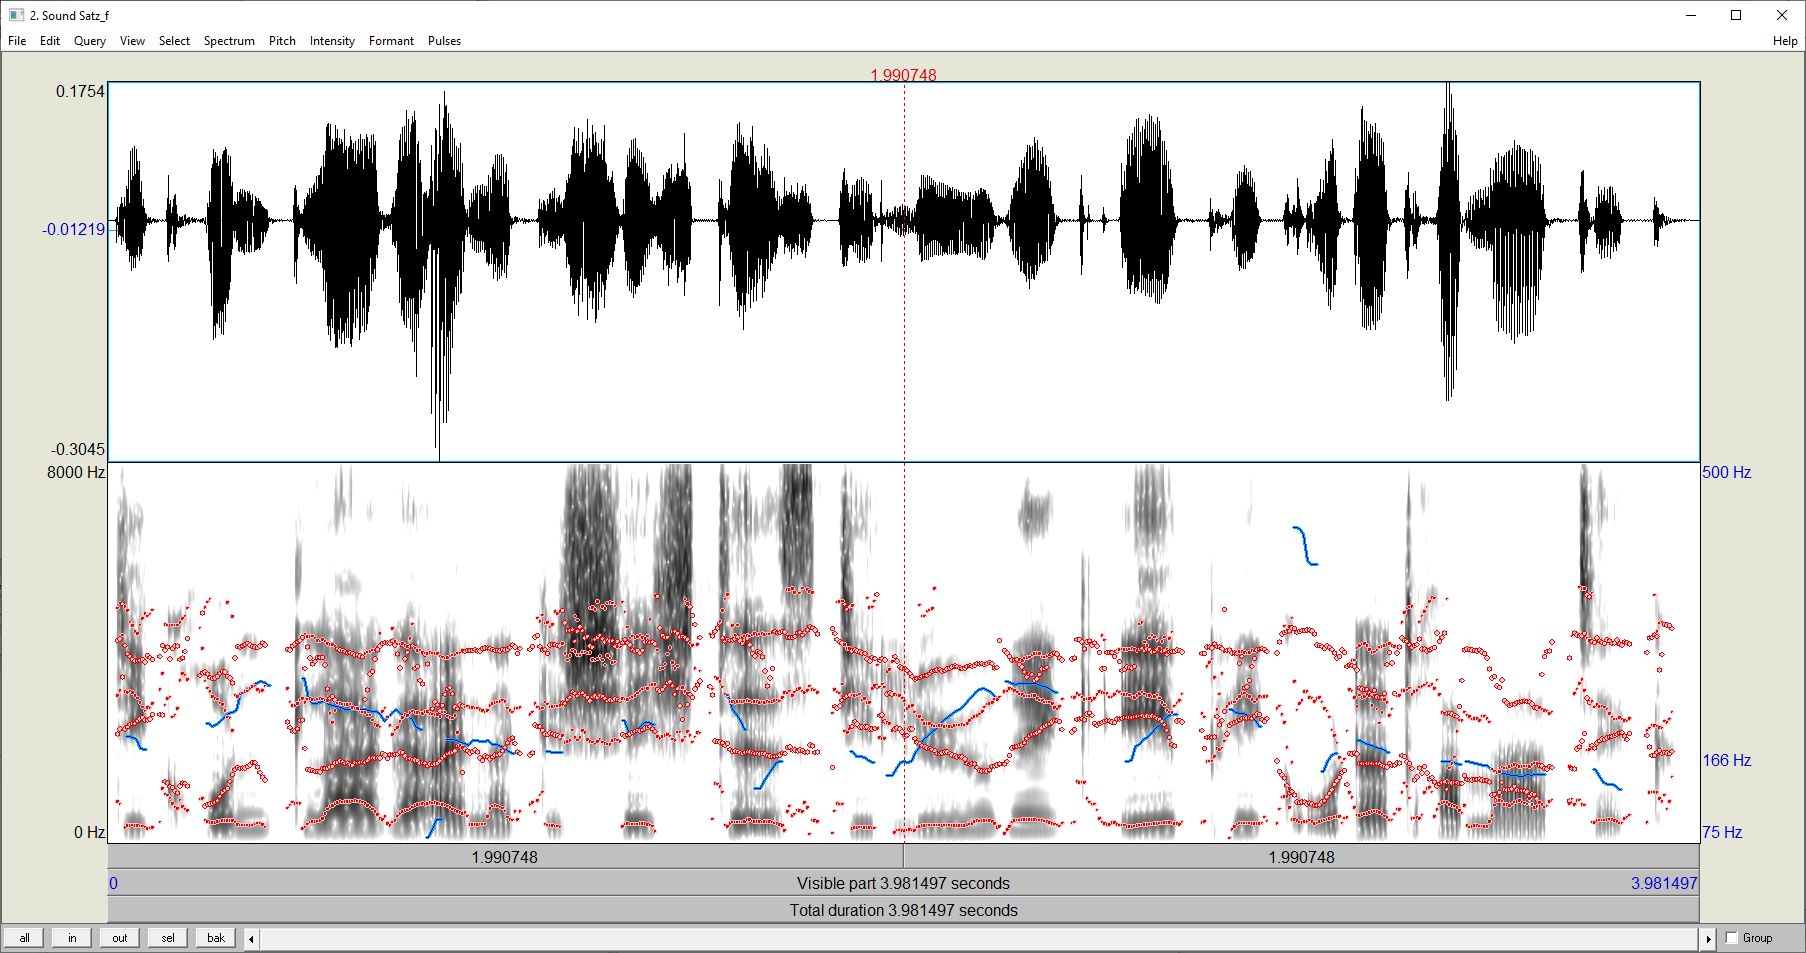 2. Sound Satz_f
File Edit Query View Select Spectrum Pitch Intensity Formant Pulses Help
1.990748
0.1754
-0.01219
-0.3045
8000 Hz 500 Hz
166 Hz
0 Hz 75 Hz
1.990748 1.990748
0 Visible part 3.981497 seconds 3.981497
Total duration 3.981497 seconds
all in out sel bak Group